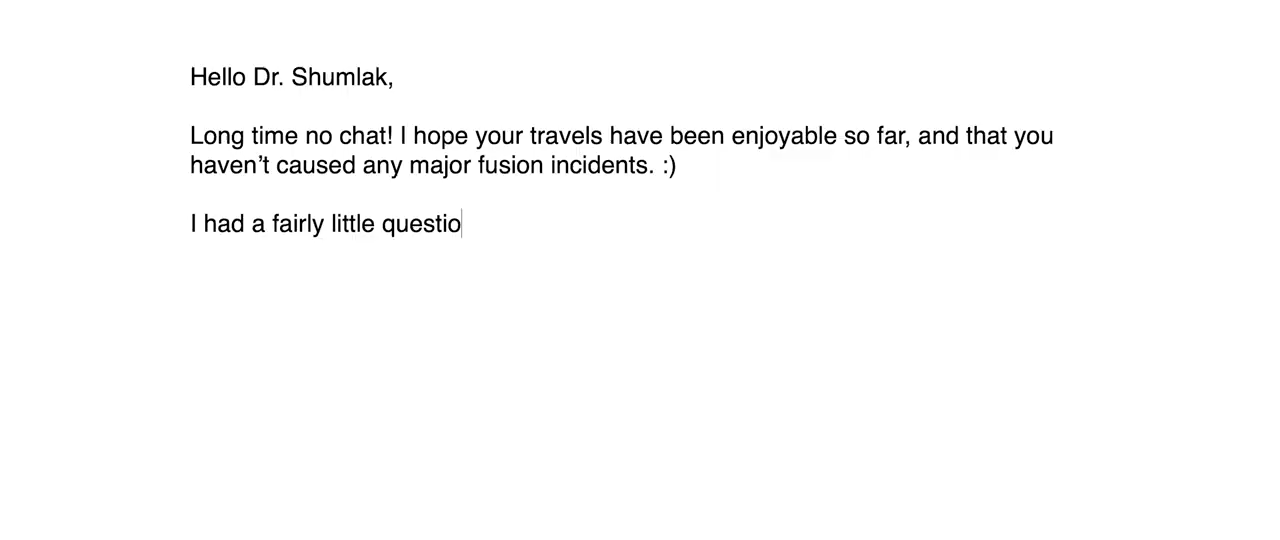 Hello Dr. Shumlak,
Long time no chat! I hope your travels have been enjoyable so far, and that you
haven’t caused any major fusion incidents. :)
I had a fairly little questio